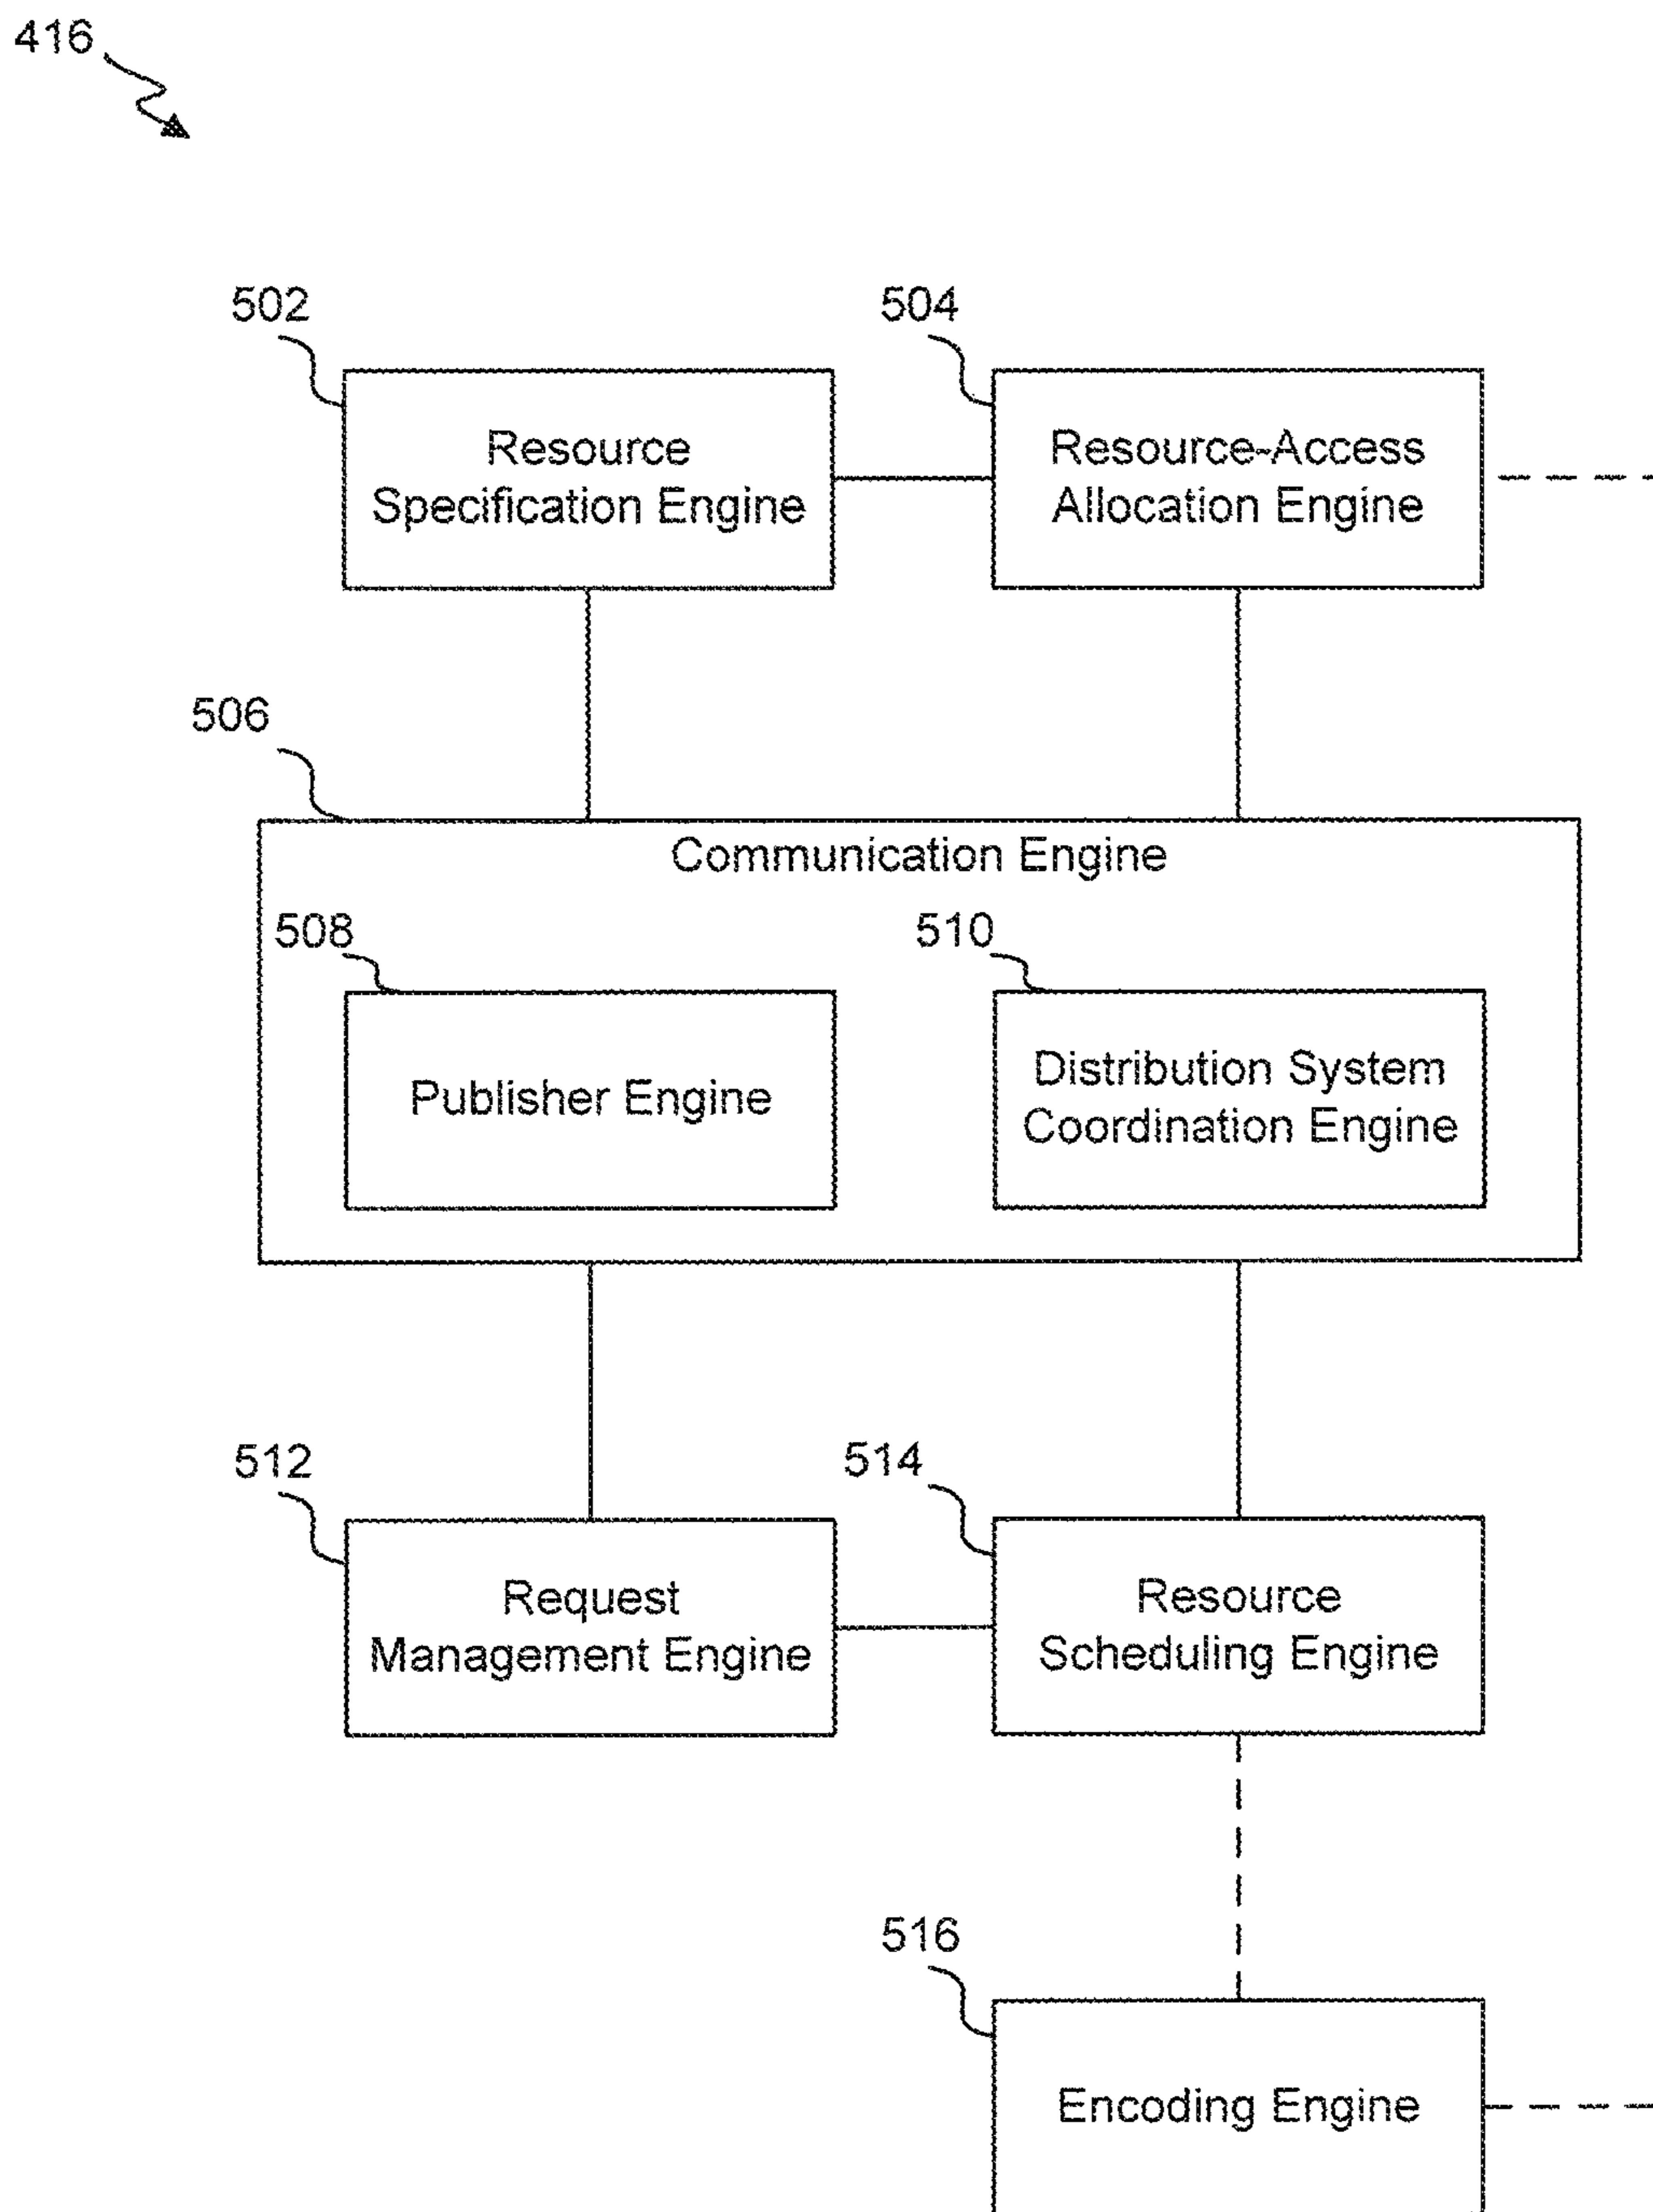 416
502
504
Resource
Specification Engine
Resource-Access
Allocation Engine
506
Communication Engine
508
510
Publisher Engine
Distribution System
Coordination Engine
512
514
Request
Management Engine
Resource
Scheduling Engine
516
Encoding Engine